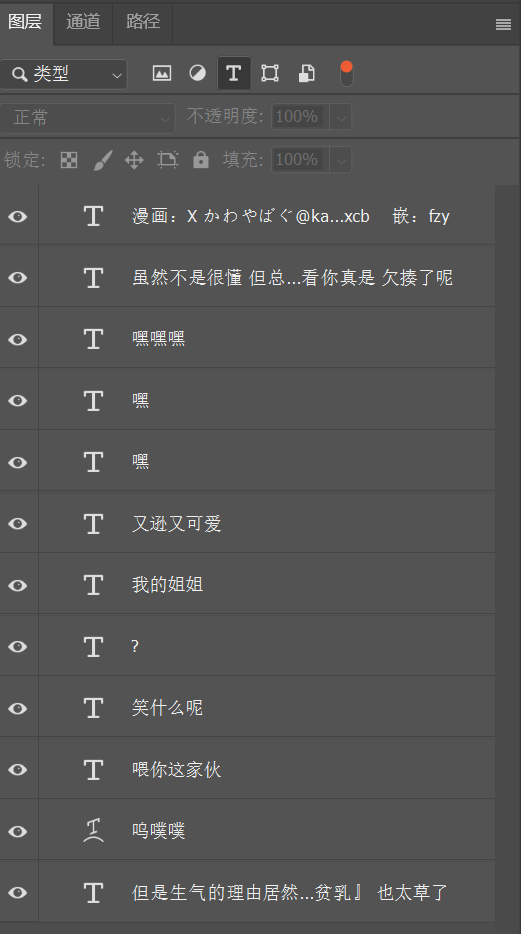 图层 通道 路径
类型
正常 不透明度: 100%
锁定: 填充: 100%
漫画：X かわやばぐ@ka...xcb 嵌：fzy
虽然不是很懂 但总...看你真是 欠揍了呢
嘿嘿嘿
嘿
嘿
又逊又可爱
我的姐姐
?
笑什么呢
喂你这家伙
呜噗噗
但是生气的理由居然...贫乳』 也太草了